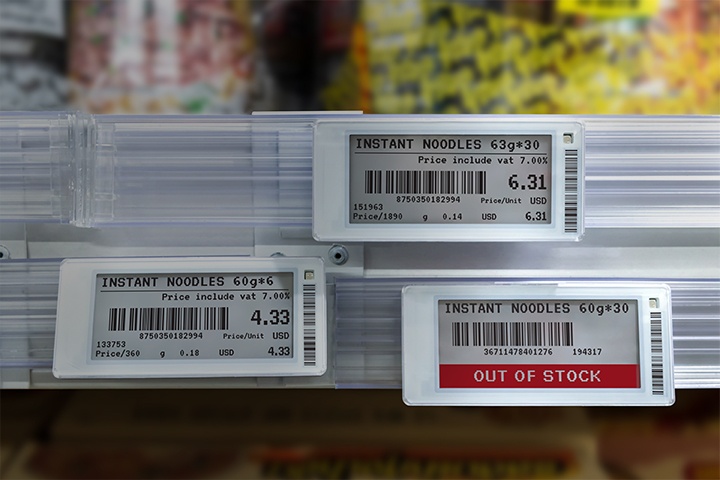 INSTANT NOODLES 63g*30
Price include vat 7.00%
6.31
8750350182994 Price/Unit USD
151963
Price/1890 g 0.14 USD 6.31
INSTANT NOODLES 60g*6
Price include vat 7.00%
4.33
8750350182994 Price/Unit USD
133753
Price/360 g 0.18 USD 4.33
INSTANT NOODLES 60g*30
36711478401276 194317
OUT OF STOCK